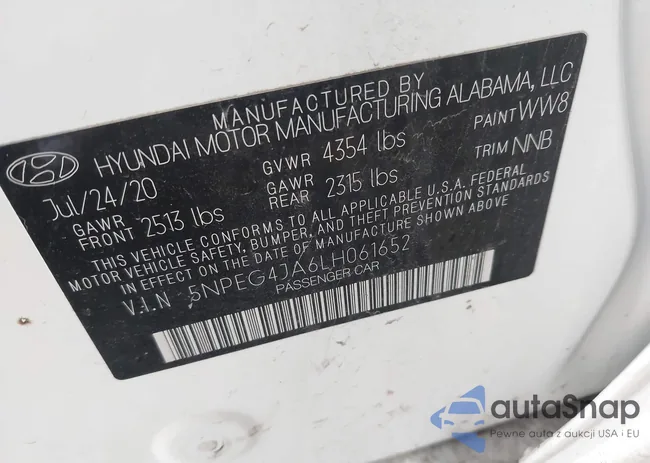 MANUFACTURED BY
HYUNDAI MOTOR MANUFACTURING ALABAMA, LLC
Jul/24/20 GVWR 4354 lbs PAINT WW8
GAWR FRONT 2513 lbs GAWR REAR 2315 lbs TRIM NNB
THIS VEHICLE CONFORMS TO ALL APPLICABLE U.S.A. FEDERAL
MOTOR VEHICLE SAFETY, BUMPER, AND THEFT PREVENTION STANDARDS
IN EFFECT ON THE DATE OF MANUFACTURE SHOWN ABOVE
V.I.N 5NPEG4JA6LH061652
PASSENGER CAR
autaSnap
Pewne auta z aukcji USA i EU